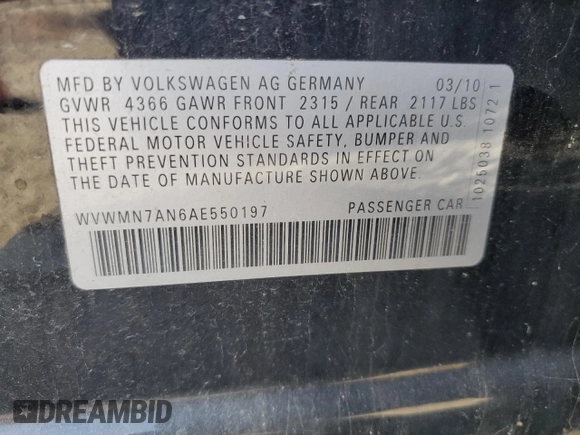 MFD BY VOLKSWAGEN AG GERMANY 03/10
GVWR 4366 GAWR FRONT 2315 / REAR 2117 LBS
THIS VEHICLE CONFORMS TO ALL APPLICABLE U.S.
FEDERAL MOTOR VEHICLE SAFETY, BUMPER AND
THEFT PREVENTION STANDARDS IN EFFECT ON
THE DATE OF MANUFACTURE SHOWN ABOVE.
WVWMN7AN6AE550197 PASSENGER CAR
1025038 1072 1
DREAMBID